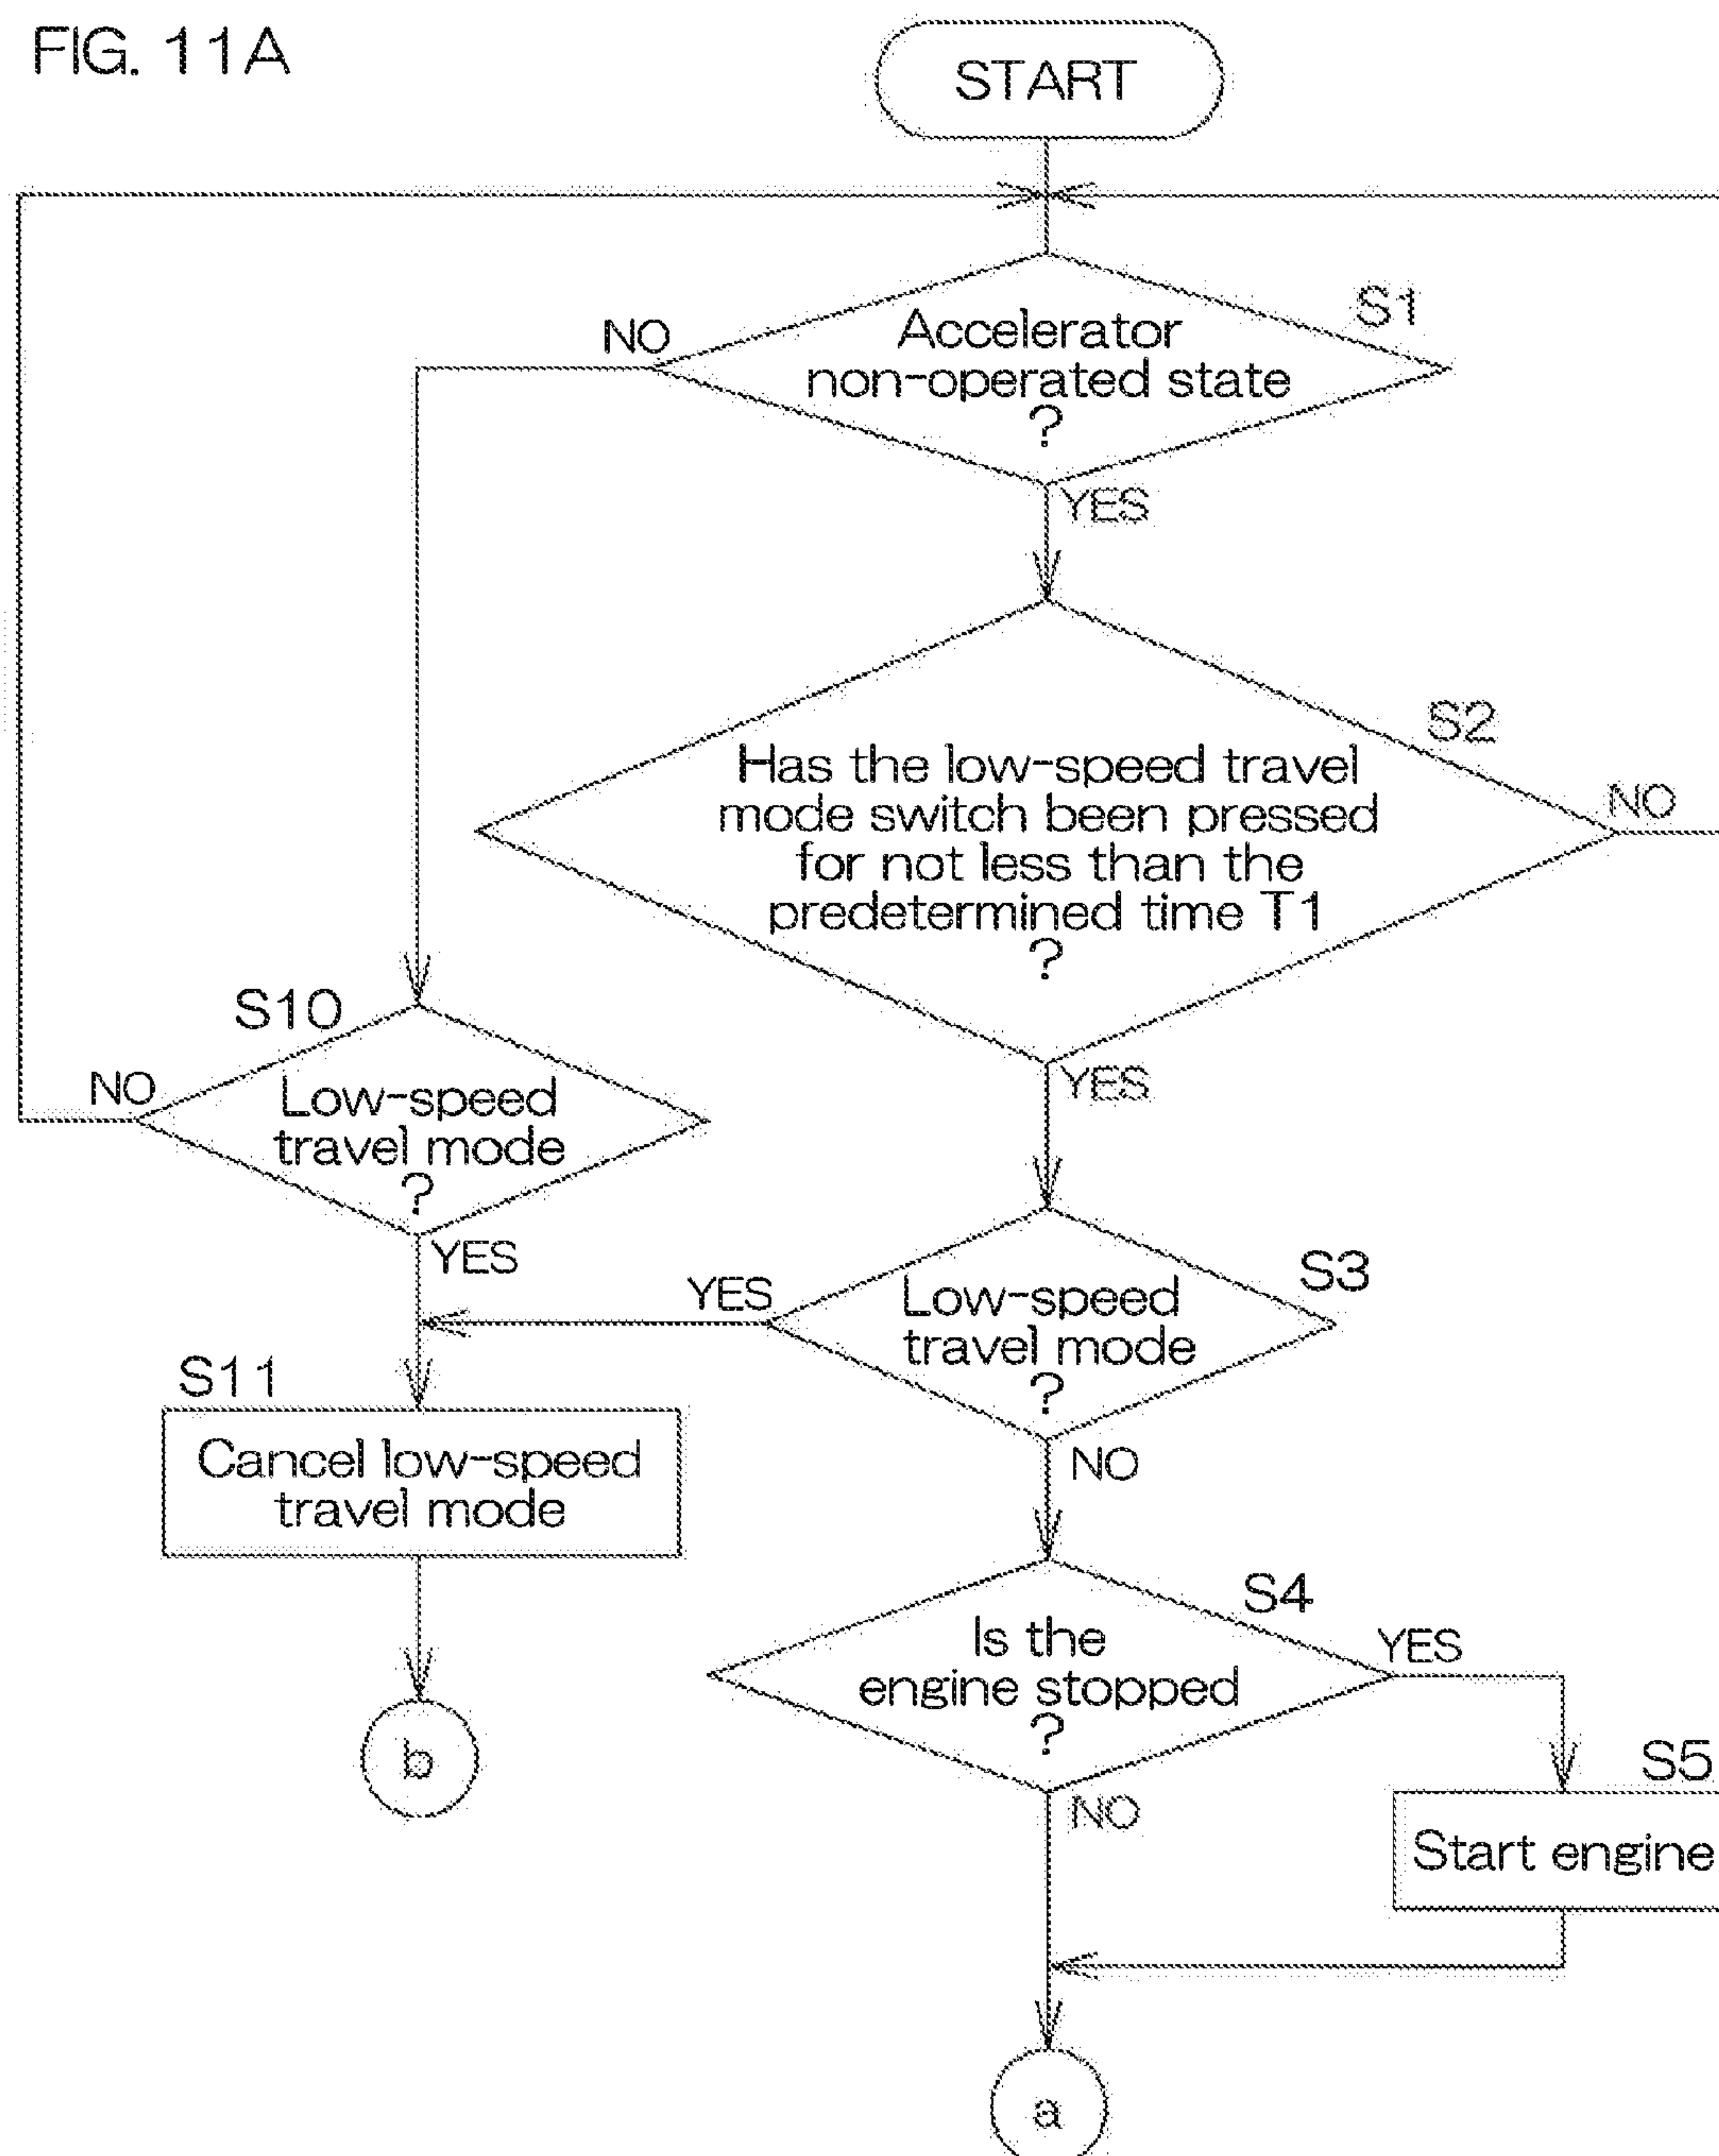 FIG. 11A
START
S1
NO
Accelerator
non-operated state
?
YES
S2
Has the low-speed travel
mode switch been pressed
for not less than the
predetermined time T1
?
NO
YES
S10
NO
Low-speed
travel mode
?
YES
S3
YES
Low-speed
travel mode
?
NO
S11
Cancel low-speed
travel mode
S4
Is the
engine stopped
?
YES
NO
b
S5
Start engine
a